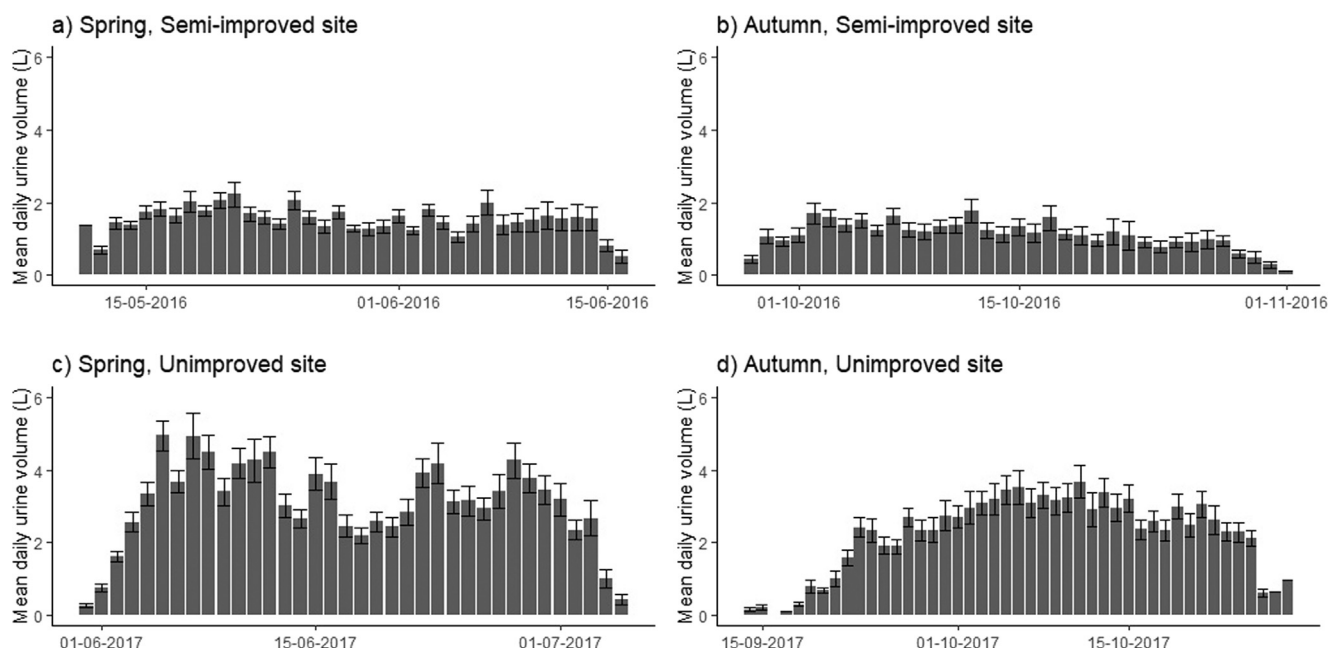 a) Spring, Semi-improved site
Mean daily urine volume (L)
6
4
2
0
15-05-2016 01-06-2016 15-06-2016
b) Autumn, Semi-improved site
Mean daily urine volume (L)
6
4
2
0
01-10-2016 15-10-2016 01-11-2016
c) Spring, Unimproved site
Mean daily urine volume (L)
6
4
2
0
01-06-2017 15-06-2017 01-07-2017
d) Autumn, Unimproved site
Mean daily urine volume (L)
6
4
2
0
15-09-2017 01-10-2017 15-10-2017